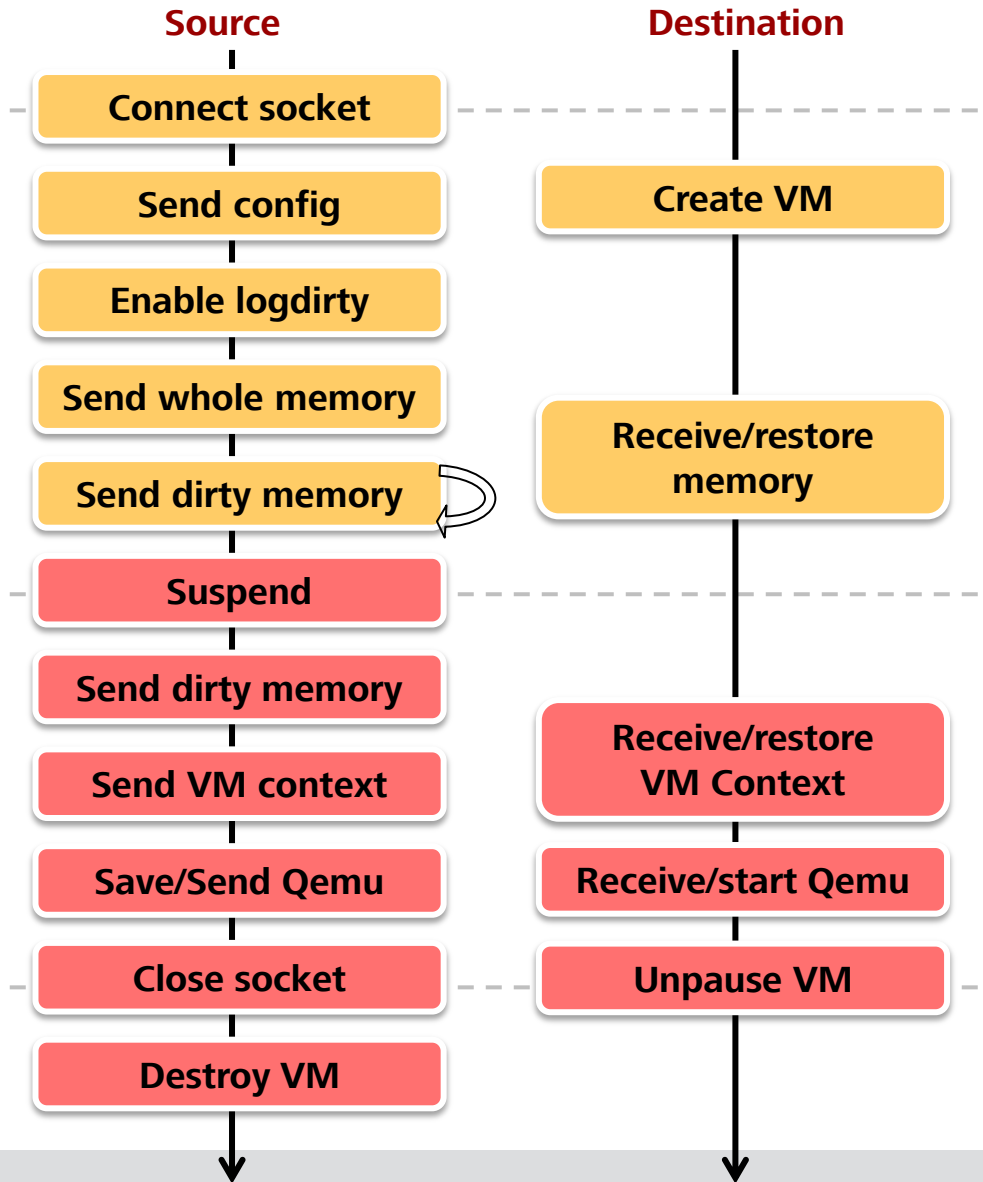 Source
Connect socket
Send config
Enable logdirty
Send whole memory
Send dirty memory
Suspend
Send dirty memory
Send VM context
Save/Send Qemu
Close socket
Destroy VM
Destination
Create VM
Receive/restore
memory
Receive/restore
VM Context
Receive/start Qemu
Unpause VM